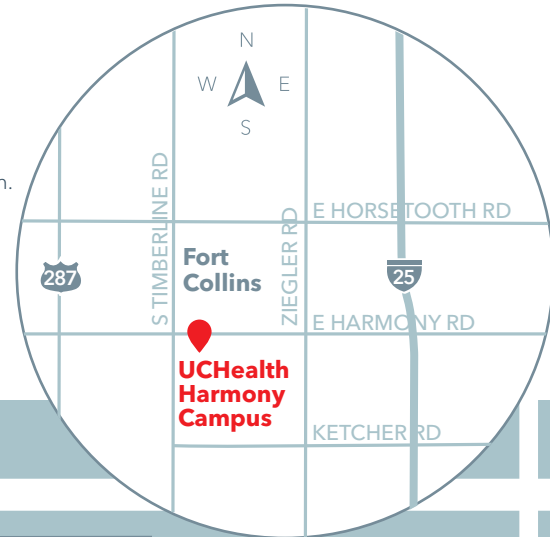 N
W E
S
n.
S TIMBERLINE RD
ZIEGLER RD
E HORSETOOTH RD
Fort
Collins
287
25
E HARMONY RD
UCHealth
Harmony
Campus
KETCHER RD